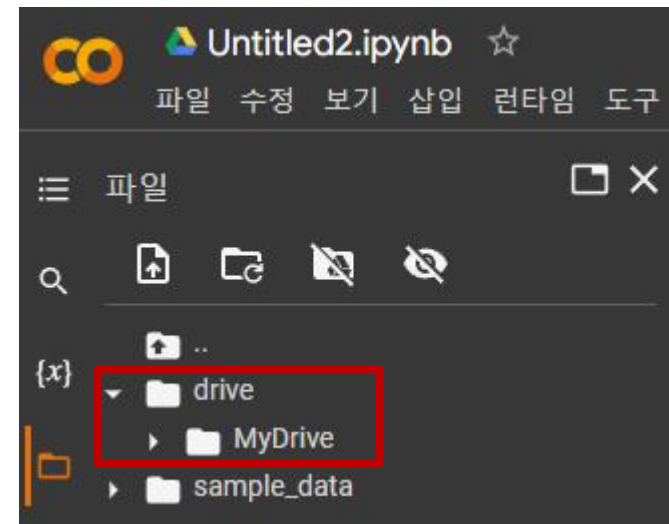 CO
Untitled2.ipynb
파일 수정 보기 삽입 런타임 도구
파일
..
{x}
drive
MyDrive
sample_data